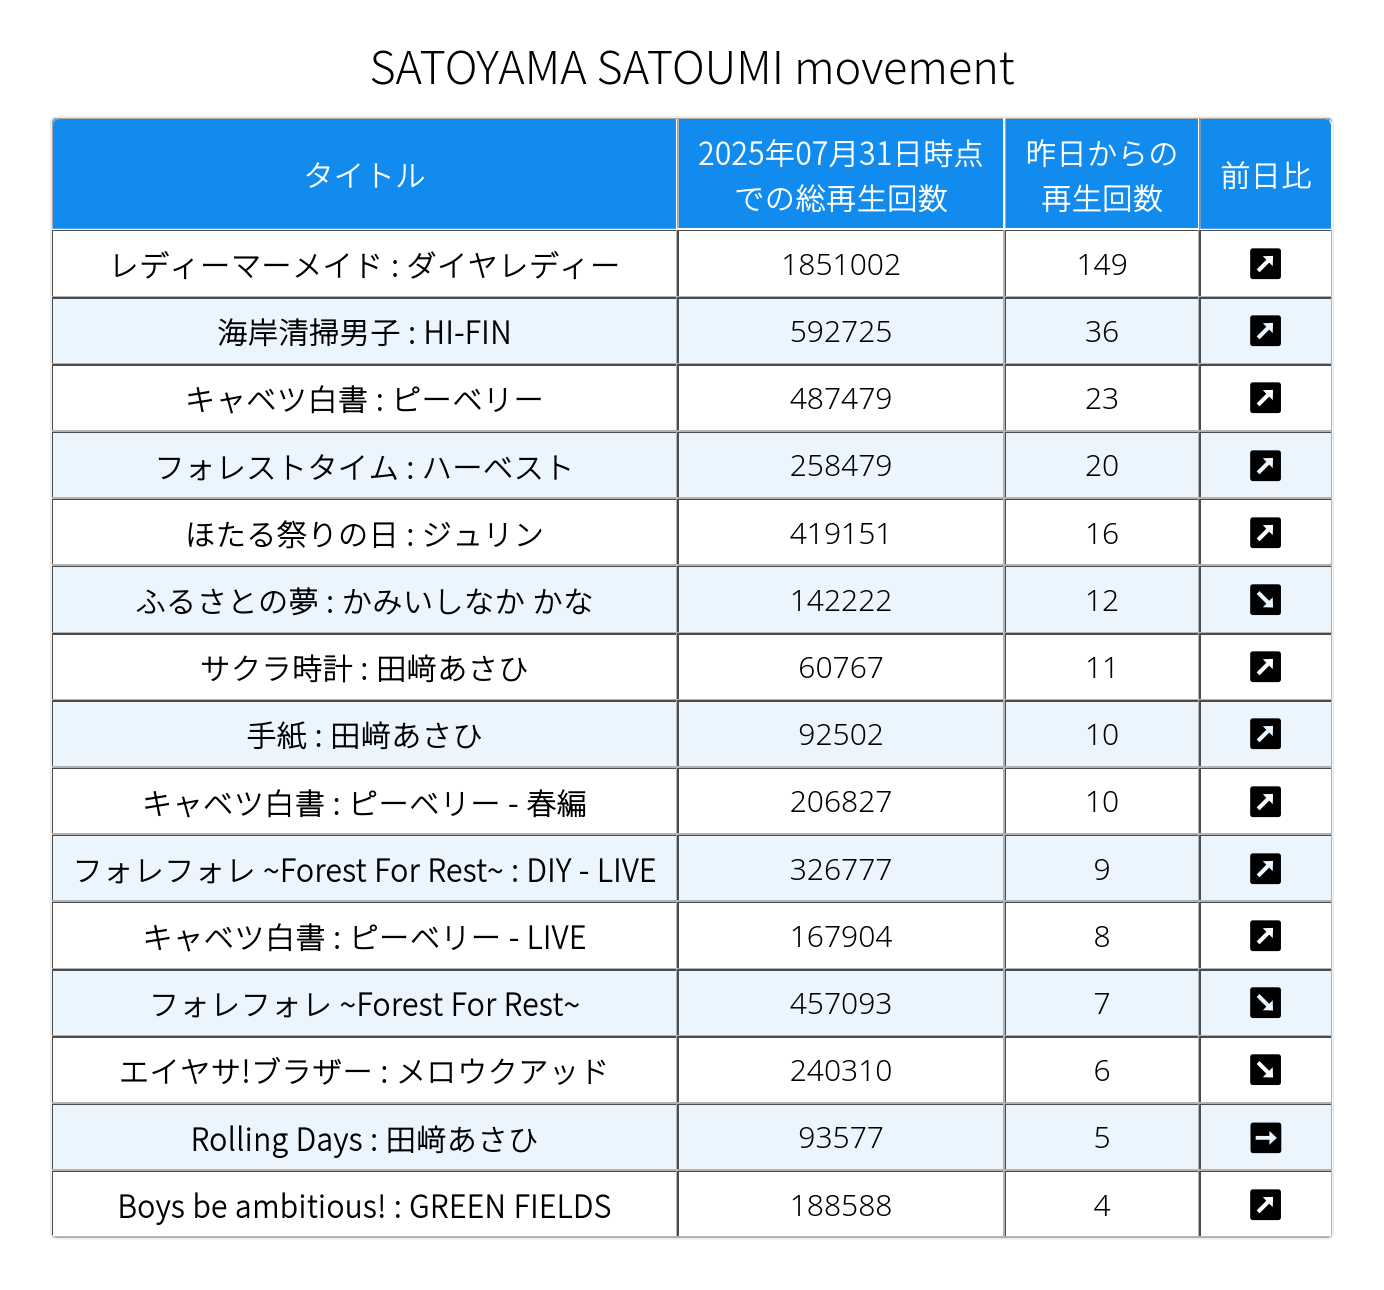 SATOYAMA SATOUMI movement
タイトル 2025年07月31日時点での総再生回数 昨日からの再生回数 前日比
レディーマーメイド : ダイヤレディー 1851002 149 ↗
海岸清掃男子 : HI-FIN 592725 36 ↗
キャベツ白書 : ピーベリー 487479 23 ↗
フォレストタイム : ハーベスト 258479 20 ↗
ほたる祭りの日 : ジュリン 419151 16 ↗
ふるさとの夢 : かみいしなか かな 142222 12 ↘
サクラ時計 : 田﨑あさひ 60767 11 ↗
手紙 : 田﨑あさひ 92502 10 ↗
キャベツ白書 : ピーベリー - 春編 206827 10 ↗
フォレフォレ ~Forest For Rest~ : DIY - LIVE 326777 9 ↗
キャベツ白書 : ピーベリー - LIVE 167904 8 ↗
フォレフォレ ~Forest For Rest~ 457093 7 ↘
エイヤサ!ブラザー : メロウクアッド 240310 6 ↘
Rolling Days : 田﨑あさひ 93577 5 →
Boys be ambitious! : GREEN FIELDS 188588 4 ↗